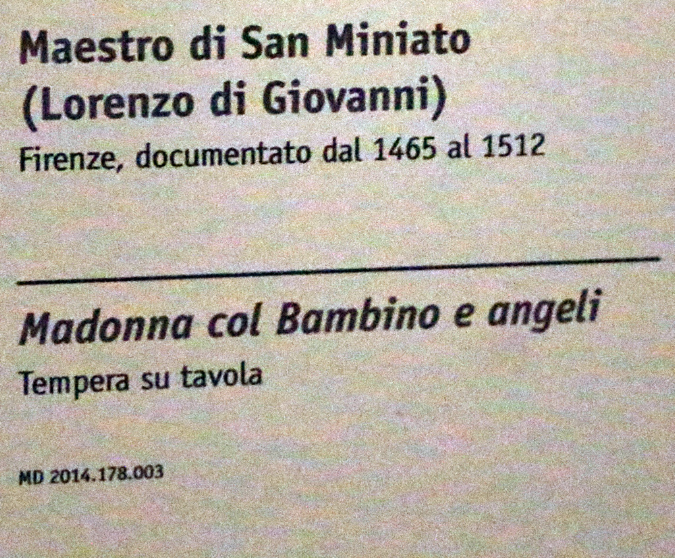 Maestro di San Miniato
(Lorenzo di Giovanni)
Firenze, documentato dal 1465 al 1512
Madonna col Bambino e angeli
Tempera su tavola
MD 2014.178.003